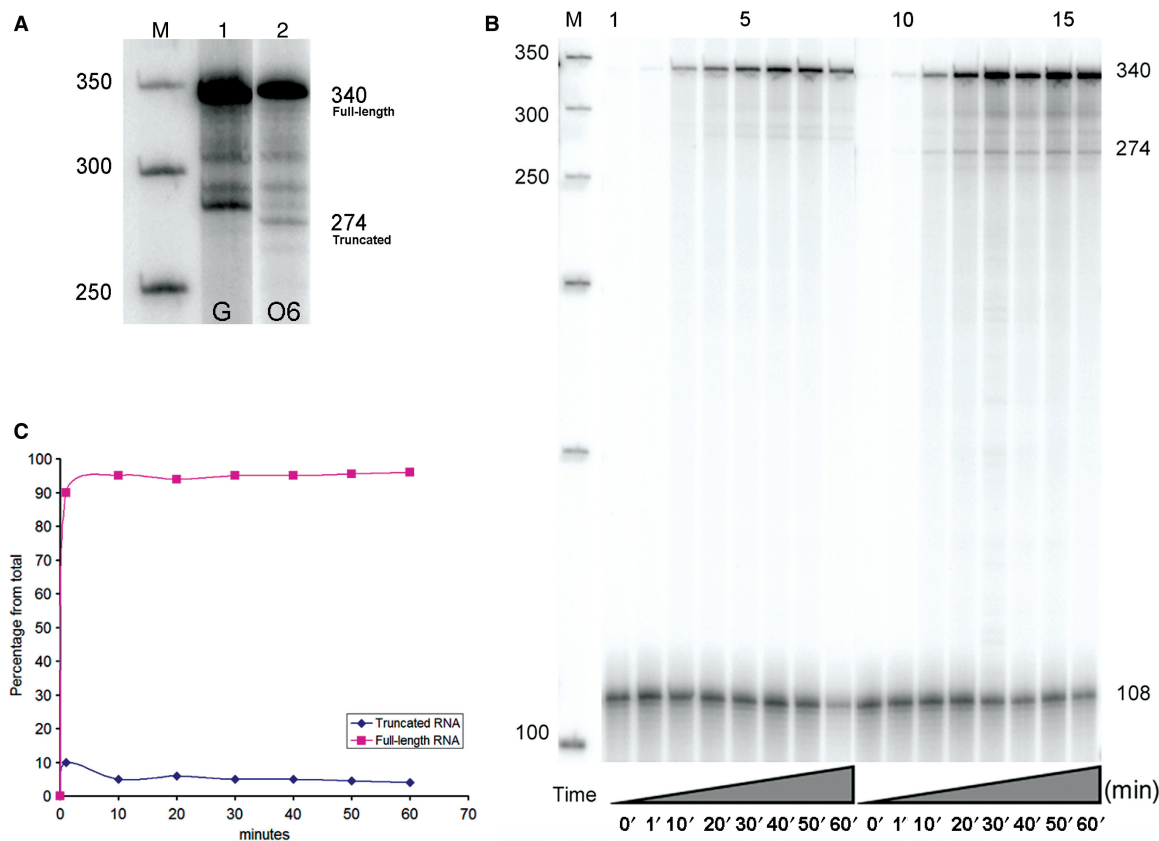 A
M 1 2
350
340
Full-length
300
274
Truncated
250
G O6
B
M 1 5 10 15
350
340
300
274
250
108
100
Time (min)
0′ 1′ 10′ 20′ 30′ 40′ 50′ 60′ 0′ 1′ 10′ 20′ 30′ 40′ 50′ 60′
C
Percentage from total
100
90
80
70
60
50
40
30
20
10
0
Truncated RNA
Full-length RNA
0 10 20 30 40 50 60 70
minutes